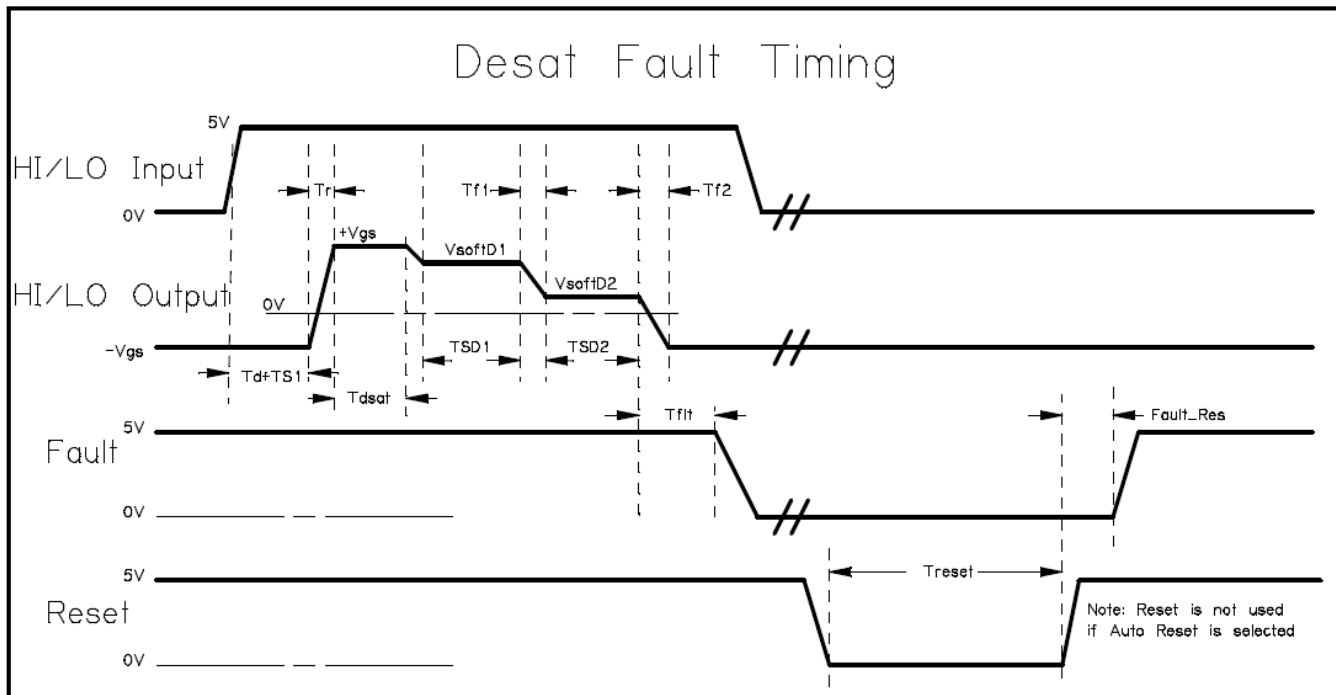 Desat Fault Timing
5V
HI/LO Input
Tr
Tf1
Tf2
0V
+Vgs
VsoftD1
VsoftD2
HI/LO Output
0V
-Vgs
TSD1
TSD2
Td+TS1
Tdsat
Tflt
Fault_Res
5V
Fault
0V
5V
Treset
Reset
Note: Reset is not used
if Auto Reset is selected
0V